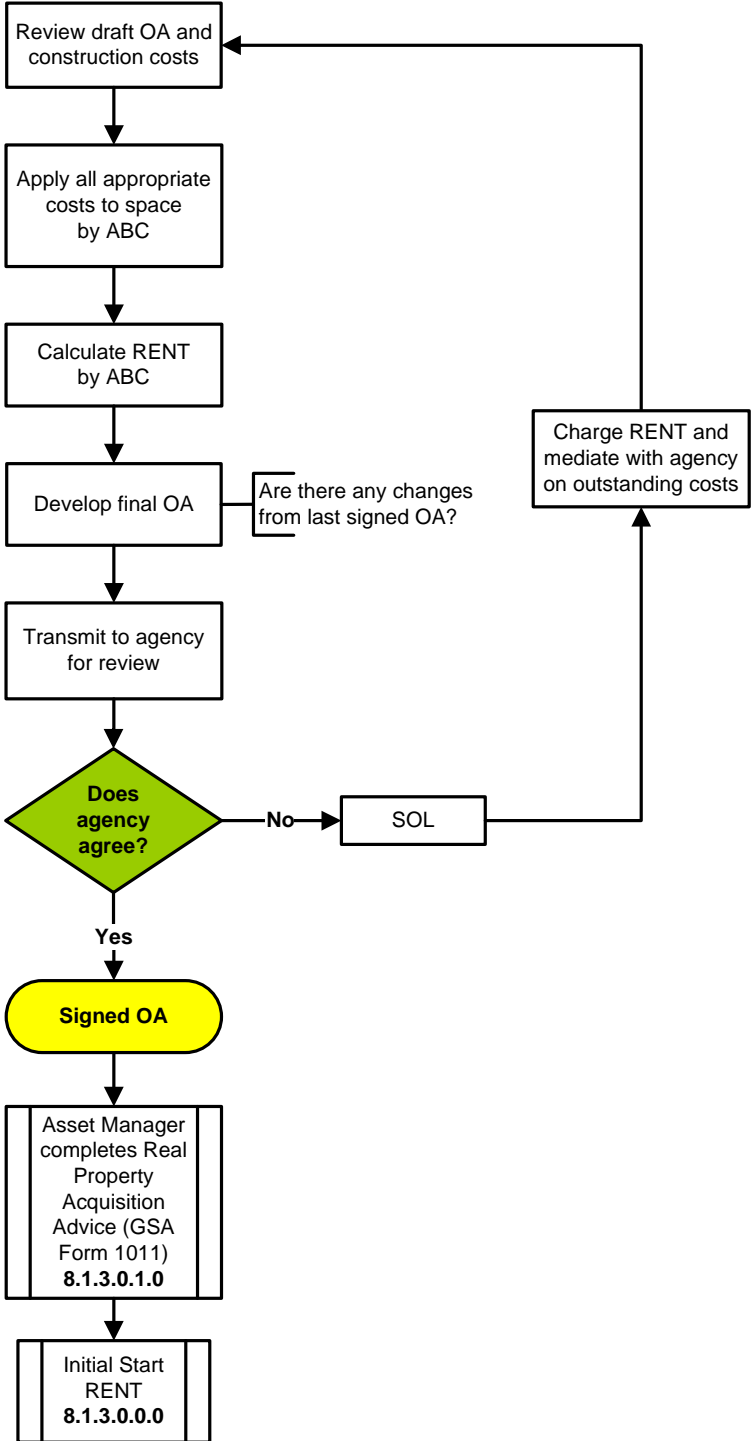 Review draft OA and
construction costs
Apply all appropriate
costs to space
by ABC
Calculate RENT
by ABC
Charge RENT and
mediate with agency
on outstanding costs
Develop final OA
Are there any changes
from last signed OA?
Transmit to agency
for review
Does
agency
agree?
No
SOL
Yes
Signed OA
Asset Manager
completes Real
Property
Acquisition
Advice (GSA
Form 1011)
8.1.3.0.1.0
Initial Start
RENT
8.1.3.0.0.0